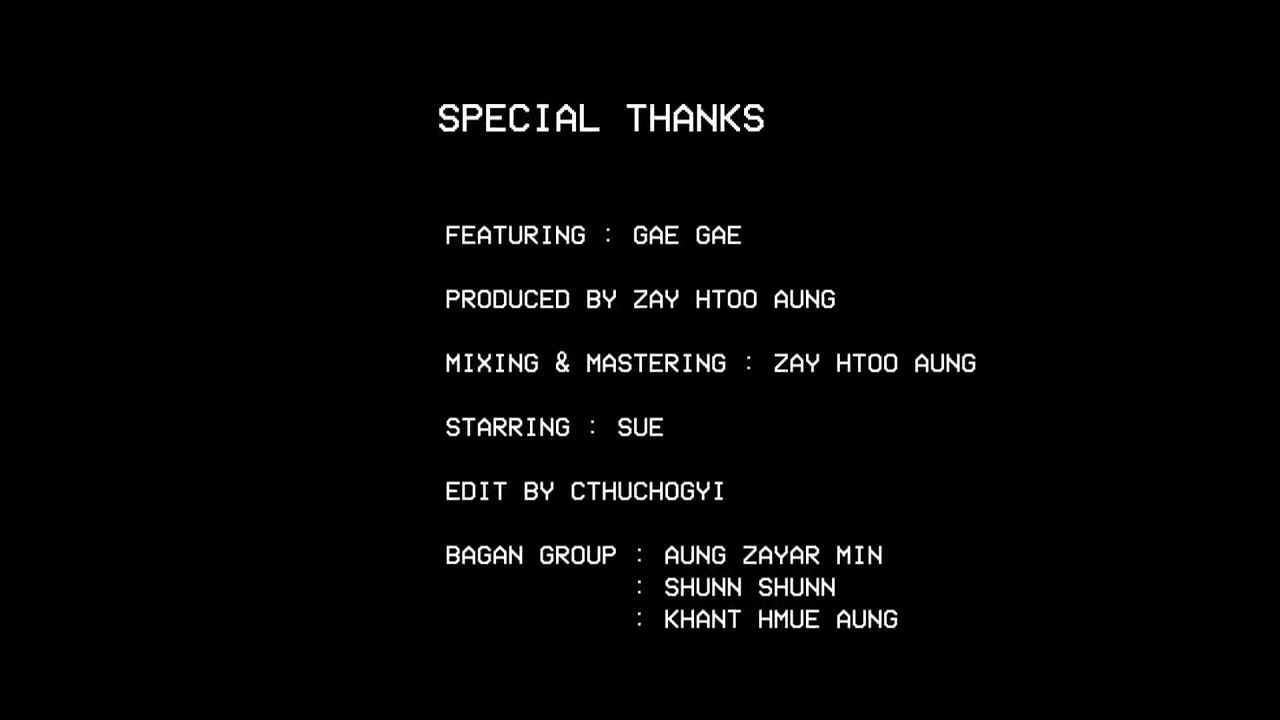 SPECIAL THANKS
FEATURING : GAE GAE
PRODUCED BY ZAY HTOO AUNG
MIXING & MASTERING : ZAY HTOO AUNG
STARRING : SUE
EDIT BY CTHUCHOGYI
BAGAN GROUP : AUNG ZAYAR MIN
: SHUNN SHUNN
: KHANT HMUE AUNG